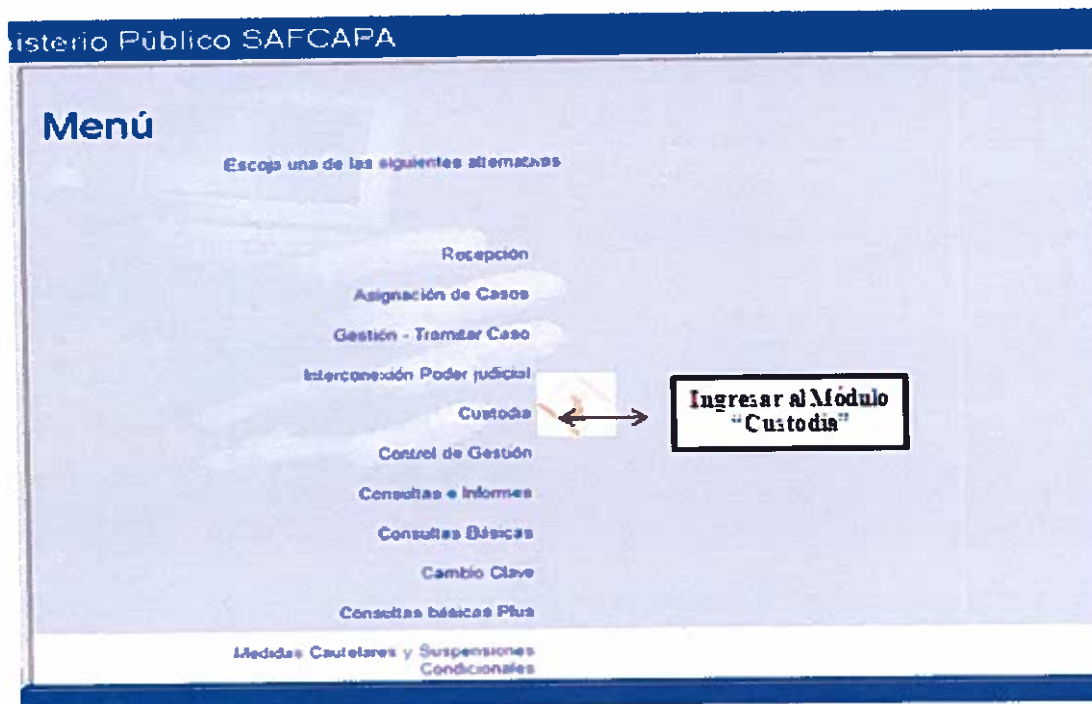 isterio Público SAFCAPA
Menú
Escoja una de las siguientes alternativas
Recepción
Asignación de Casos
Gestión - Tramitar Caso
Interconexión Poder judicial
Custodia
Ingresar al Módulo
"Custodia"
Control de Gestión
Consultas e Informes
Consultas Básicas
Cambio Clave
Consultas básicas Plus
Medidas Cautelares y Suspensiones
Condicionales